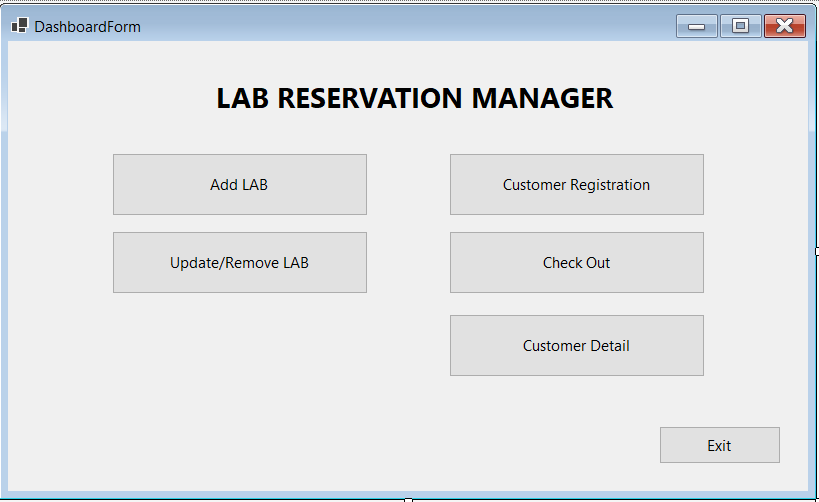 DashboardForm
LAB RESERVATION MANAGER
Add LAB
Customer Registration
Update/Remove LAB
Check Out
Customer Detail
Exit